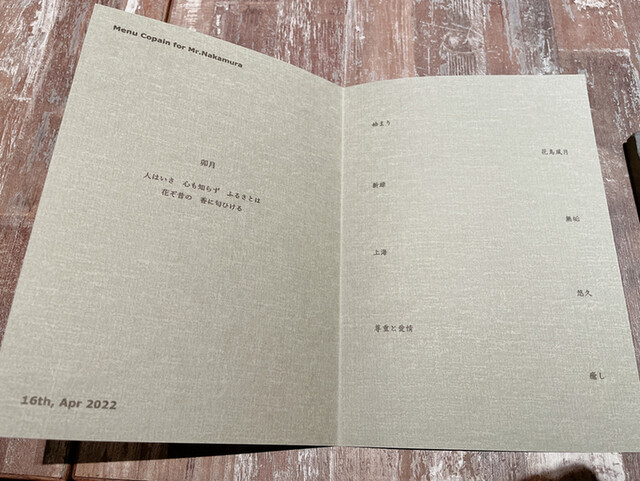 Menu Copain for Mr.Nakamura
卯月
人はいさ 心も知らず ふるさとは
花ぞ昔の 香に匂ひける
16th, Apr 2022
始まり
花鳥風月
新緑
無垢
上海
悠久
尊重と愛情
癒し